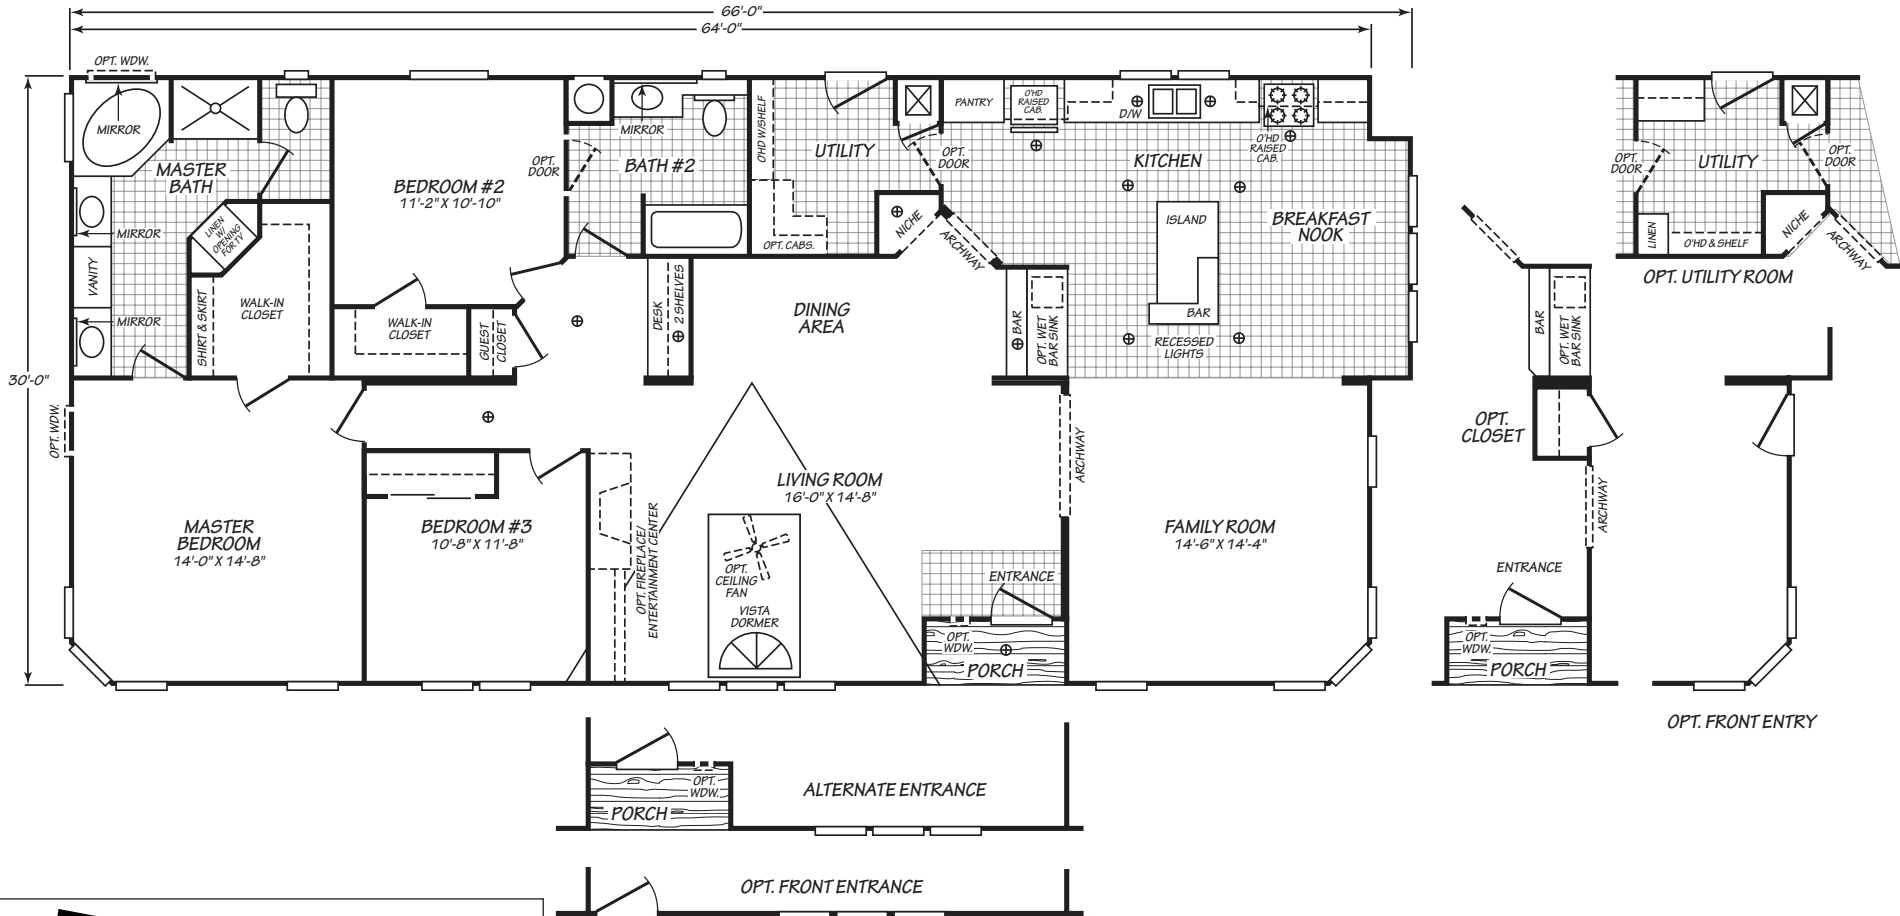 66'-0"
64'-0"
30'-0"
OPT. WDW.
MIRROR
MASTER
BATH
MIRROR
VANITY
MIRROR
LINEN
W/
OPENING
FOR TV
SHIRT & SKIRT
WALK-IN
CLOSET
BEDROOM #2
11'-2" X 10'-10"
WALK-IN
CLOSET
GUEST
CLOSET
OPT.
DOOR
MIRROR
BATH #2
DESK
2 SHELVES
O'HD W/SHELF
UTILITY
OPT. CABS.
OPT.
DOOR
NICHE
ARCHWAY
PANTRY
O'HD
RAISED
CAB.
D/W
O'HD
RAISED
CAB.
KITCHEN
ISLAND
BAR
BREAKFAST
NOOK
RECESSED
LIGHTS
DINING
AREA
BAR
OPT. WET
BAR SINK
OPT. WDW.
MASTER
BEDROOM
14'-0" X 14'-8"
BEDROOM #3
10'-8" X 11'-8"
OPT. FIREPLACE/
ENTERTAINMENT CENTER
LIVING ROOM
16'-0" X 14'-8"
OPT.
CEILING
FAN
VISTA
DORMER
ARCHWAY
ENTRANCE
OPT.
WDW.
PORCH
FAMILY ROOM
14'-6" X 14'-4"
OPT.
DOOR
UTILITY
OPT.
DOOR
LINEN
O'HD & SHELF
NICHE
ARCHWAY
OPT. UTILITY ROOM
BAR
OPT. WET
BAR SINK
OPT.
CLOSET
ARCHWAY
ENTRANCE
OPT.
WDW.
PORCH
OPT. FRONT ENTRY
OPT.
WDW.
PORCH
ALTERNATE ENTRANCE
OPT. FRONT ENTRANCE